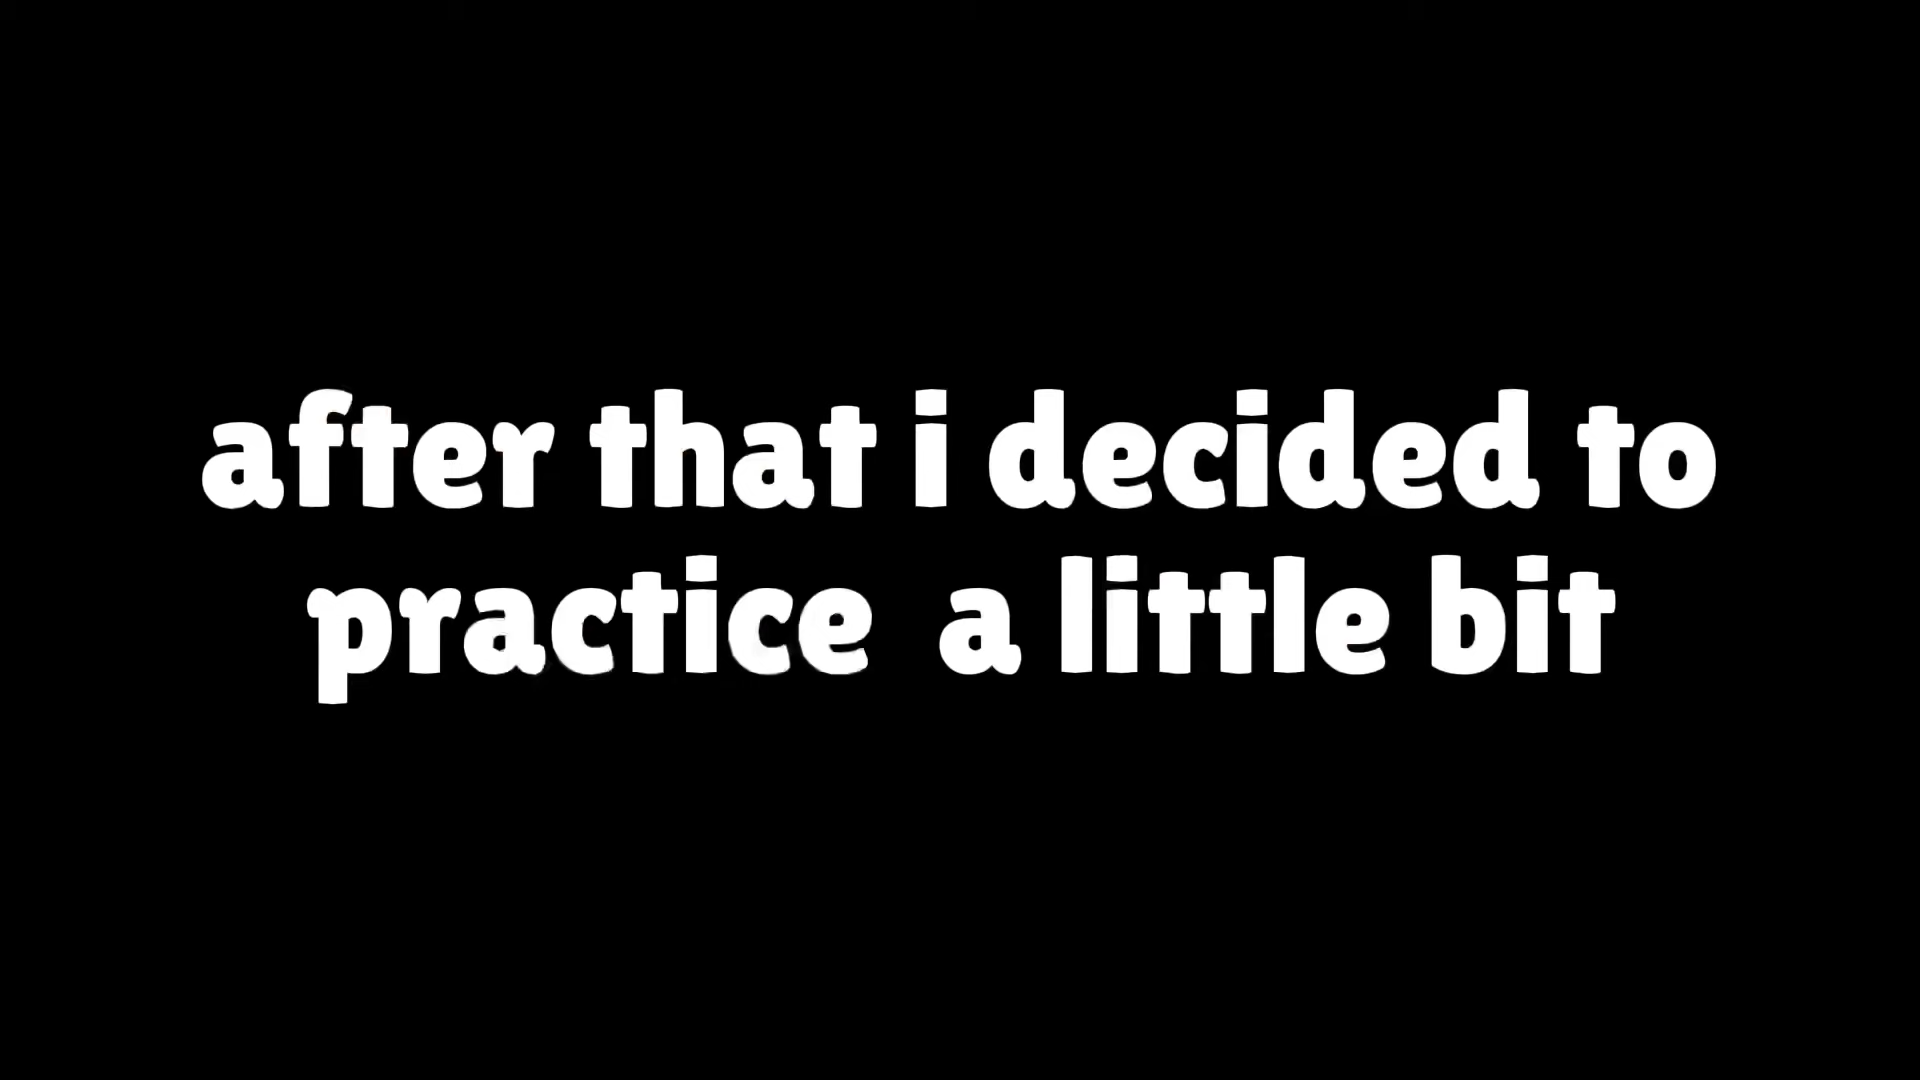 after that i decided to
practice  a little bit